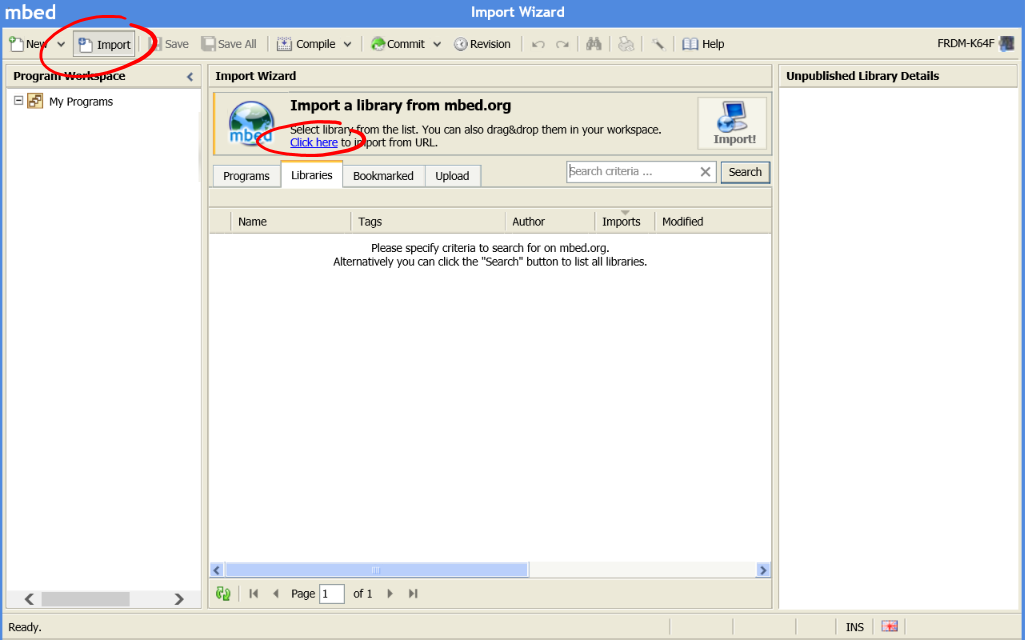 mbed
Import Wizard
New Import Save Save All Compile Commit Revision Help FRDM-K64F
Program Workspace
My Programs
Import Wizard
mbed
Import a library from mbed.org
Select library from the list. You can also drag&drop them in your workspace.
Click here to import from URL.
Import!
Programs Libraries Bookmarked Upload Search criteria ... Search
Name Tags Author Imports Modified
Please specify criteria to search for on mbed.org.
Alternatively you can click the "Search" button to list all libraries.
Page 1 of 1
Unpublished Library Details
Ready. INS